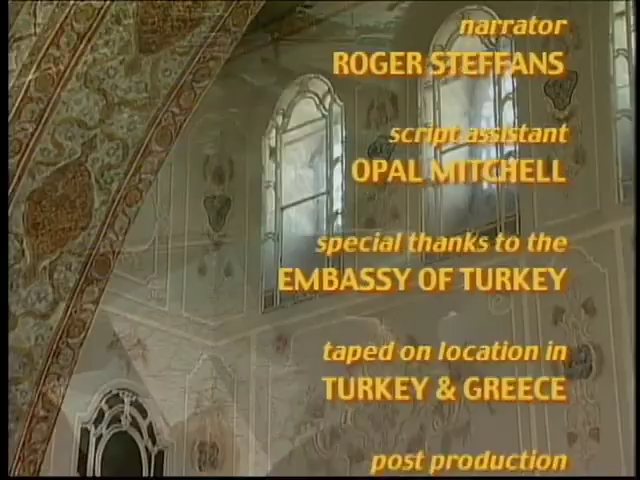 narrator
ROGER STEFFANS
script assistant
OPAL MITCHELL
special thanks to the
EMBASSY OF TURKEY
taped on location in
TURKEY & GREECE
post production